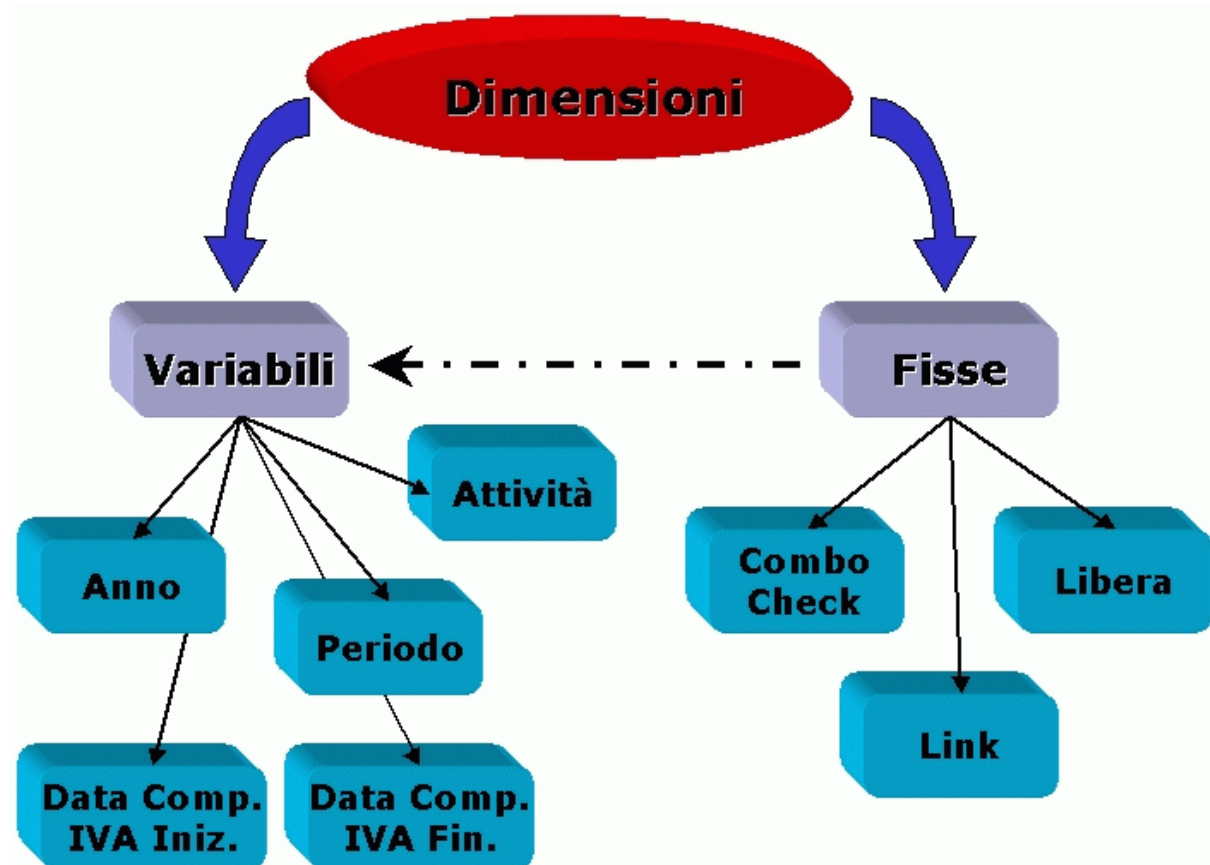 Dimensioni
Variabili
Fisse
Attività
Anno
Periodo
Data Comp.
IVA Iniz.
Data Comp.
IVA Fin.
Combo
Check
Libera
Link